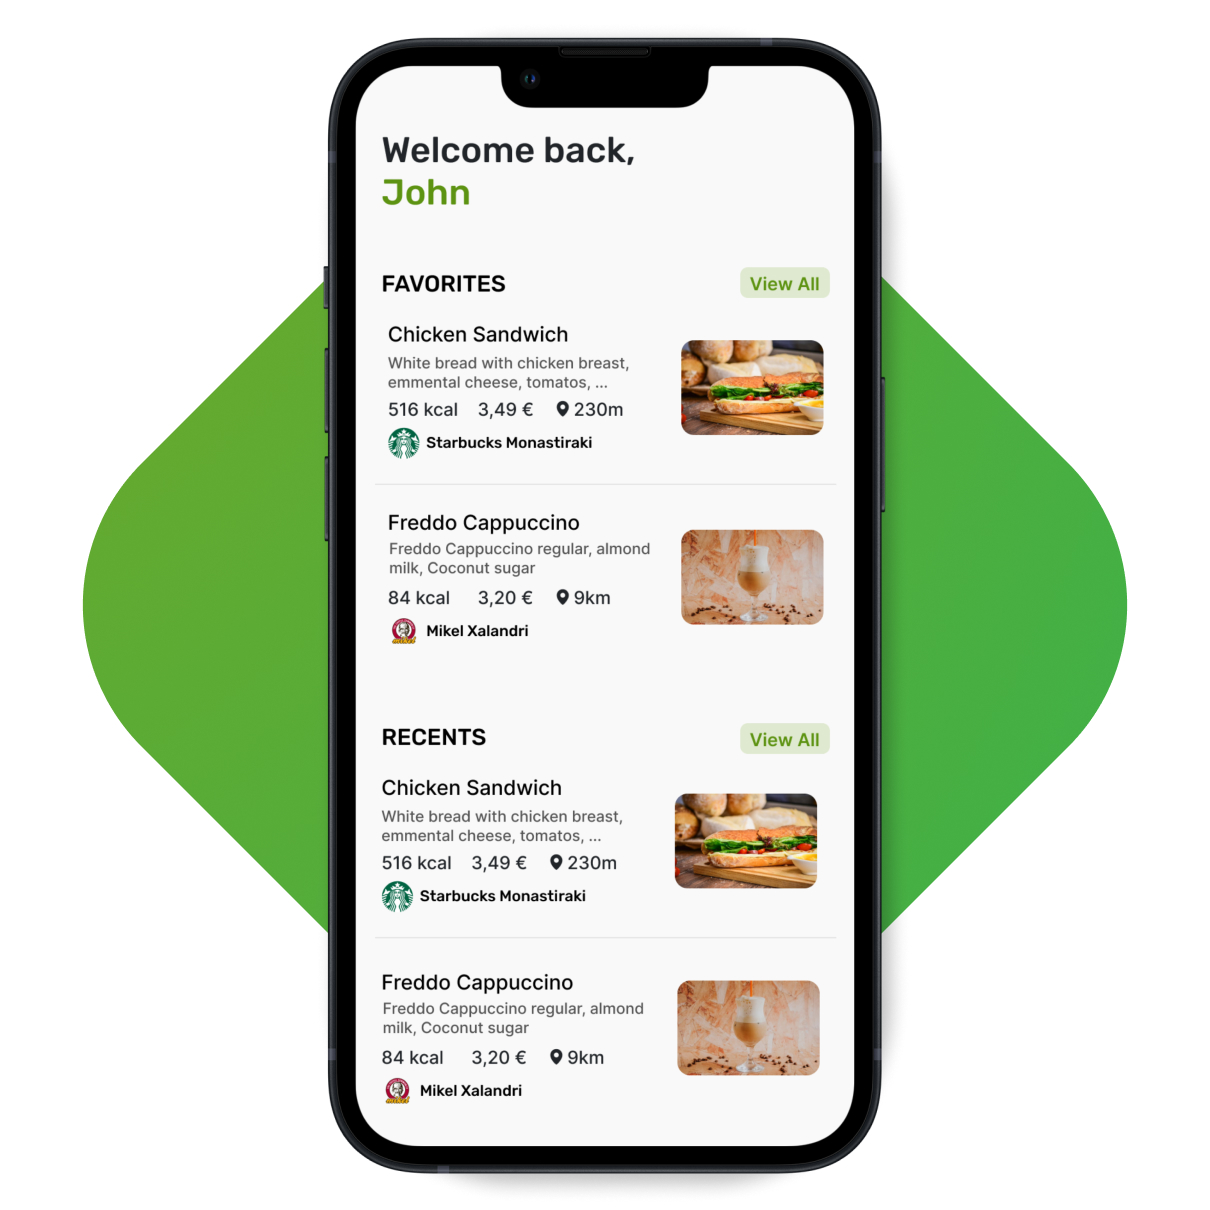 Welcome back,
John
FAVORITES
View All
Chicken Sandwich
White bread with chicken breast,
emmental cheese, tomatos, ...
516 kcal 3,49 € 230m
Starbucks Monastiraki
Freddo Cappuccino
Freddo Cappuccino regular, almond
milk, Coconut sugar
84 kcal 3,20 € 9km
Mikel Xalandri
RECENTS
View All
Chicken Sandwich
White bread with chicken breast,
emmental cheese, tomatos, ...
516 kcal 3,49 € 230m
Starbucks Monastiraki
Freddo Cappuccino
Freddo Cappuccino regular, almond
milk, Coconut sugar
84 kcal 3,20 € 9km
Mikel Xalandri